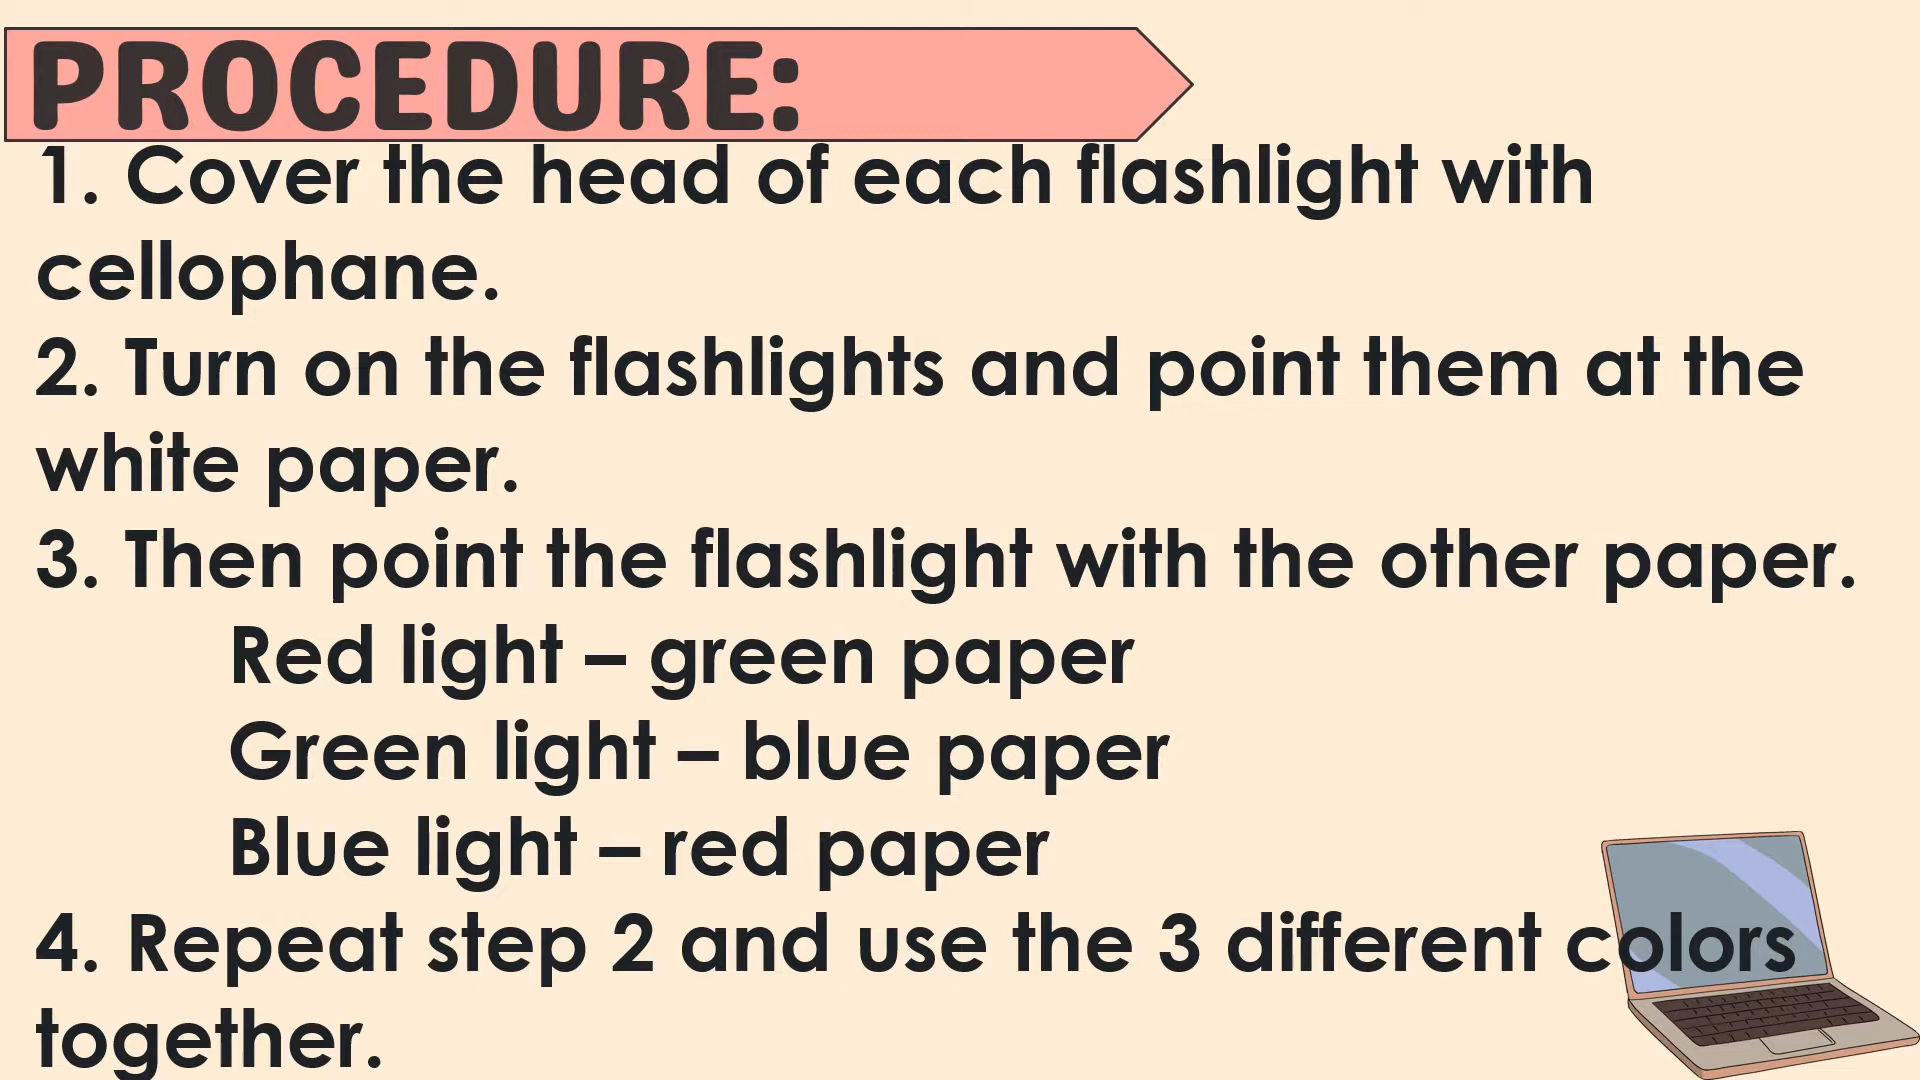 PROCEDURE:
1. Cover the head of each flashlight with
cellophane.
2. Turn on the flashlights and point them at the
white paper.
3. Then point the flashlight with the other paper.
Red light – green paper
Green light – blue paper
Blue light – red paper
4. Repeat step 2 and use the 3 different colors
together.